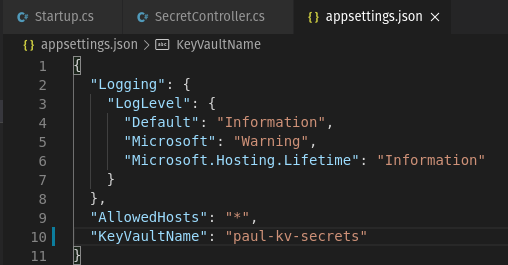 Startup.cs SecretController.cs appsettings.json
appsettings.json > abc KeyVaultName
1 {
2 "Logging": {
3 "LogLevel": {
4 "Default": "Information",
5 "Microsoft": "Warning",
6 "Microsoft.Hosting.Lifetime": "Information"
7 }
8 },
9 "AllowedHosts": "*",
10 "KeyVaultName": "paul-kv-secrets"
11 }